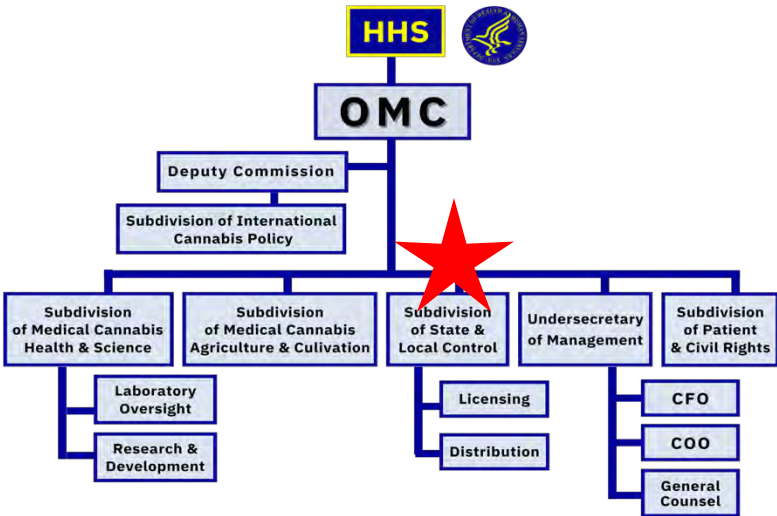 HHS
OMC
Deputy Commission
Subdivision of International
Cannabis Policy
Subdivision
of Medical Cannabis
Health & Science
Subdivision
of Medical Cannabis
Agriculture & Culivation
Subdivision
of State &
Local Control
Undersecretary
of Management
Subdivision
of Patient
& Civil Rights
Laboratory
Oversight
Research &
Development
Licensing
Distribution
CFO
COO
General
Counsel